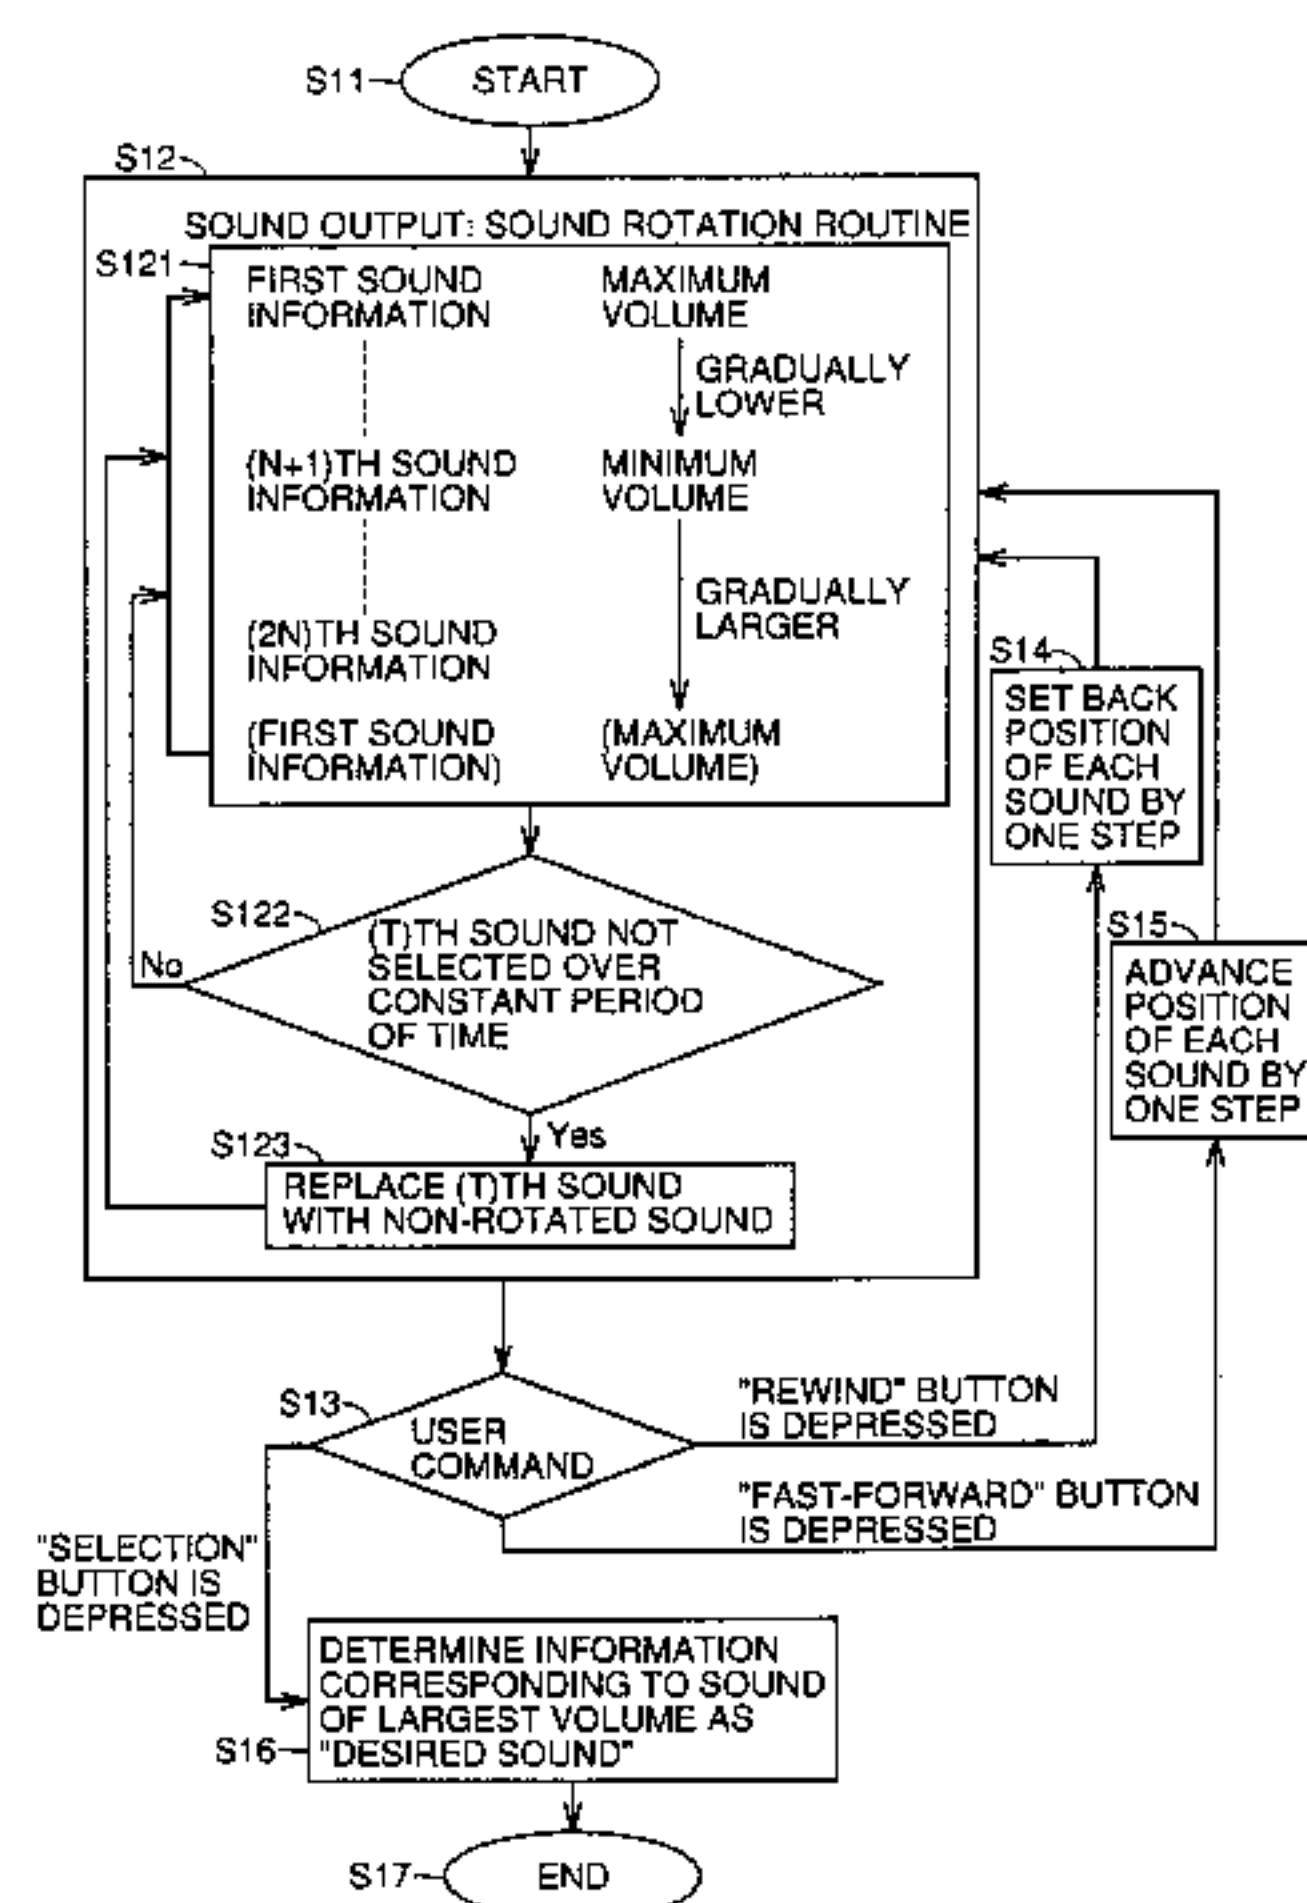 S11
START
S12
SOUND OUTPUT: SOUND ROTATION ROUTINE
S121
FIRST SOUND
INFORMATION
MAXIMUM
VOLUME
GRADUALLY
LOWER
(N+1)TH SOUND
INFORMATION
MINIMUM
VOLUME
GRADUALLY
LARGER
(2N)TH SOUND
INFORMATION
(FIRST SOUND
INFORMATION)
(MAXIMUM
VOLUME)
S14
SET BACK
POSITION
OF EACH
SOUND BY
ONE STEP
S122
(T)TH SOUND NOT
SELECTED OVER
CONSTANT PERIOD
OF TIME
No
S15
ADVANCE
POSITION
OF EACH
SOUND BY
ONE STEP
Yes
S123
REPLACE (T)TH SOUND
WITH NON-ROTATED SOUND
S13
USER
COMMAND
"REWIND" BUTTON
IS DEPRESSED
"FAST-FORWARD" BUTTON
IS DEPRESSED
"SELECTION"
BUTTON IS
DEPRESSED
DETERMINE INFORMATION
CORRESPONDING TO SOUND
OF LARGEST VOLUME AS
"DESIRED SOUND"
S16
S17
END